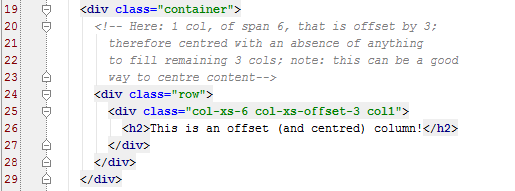 19 <div class="container">
20 <!-- Here: 1 col, of span 6, that is offset by 3;
21 therefore centred with an absence of anything
22 to fill remaining 3 cols; note: this can be a good
23 way to centre content-->
24 <div class="row">
25 <div class="col-xs-6 col-xs-offset-3 col1">
26 <h2>This is an offset (and centred) column!</h2>
27 </div>
28 </div>
29 </div>